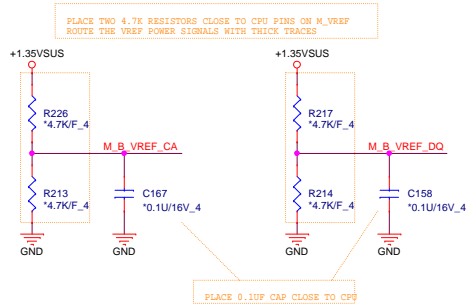 PLACE TWO 4.7K RESISTORS CLOSE TO CPU PINS ON M_VREF
ROUTE THE VREF POWER SIGNALS WITH THICK TRACES
+1.35VSUS
+1.35VSUS
R226
*4.7K/F_4
R217
*4.7K/F_4
M_B_VREF_CA
M_B_VREF_DQ
R213
*4.7K/F_4
C167
*0.1U/16V_4
R214
*4.7K/F_4
C158
*0.1U/16V_4
GND
GND
GND
GND
PLACE 0.1UF CAP CLOSE TO CPU